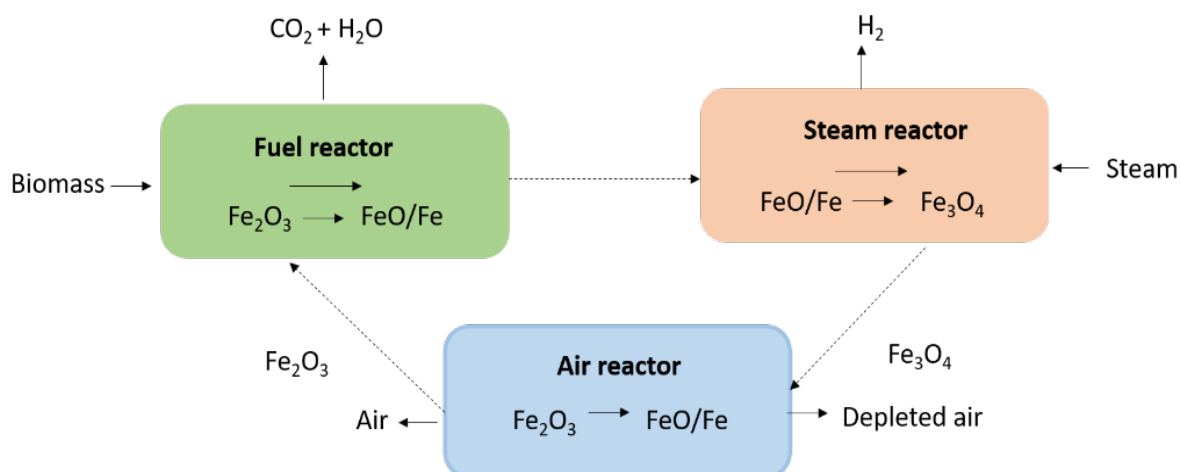 CO₂ + H₂O
H₂
Fuel reactor
Steam reactor
Biomass
Steam
Fe₂O₃ → FeO/Fe
FeO/Fe → Fe₃O₄
Fe₂O₃
Fe₃O₄
Air reactor
Air
Fe₂O₃ → FeO/Fe
Depleted air